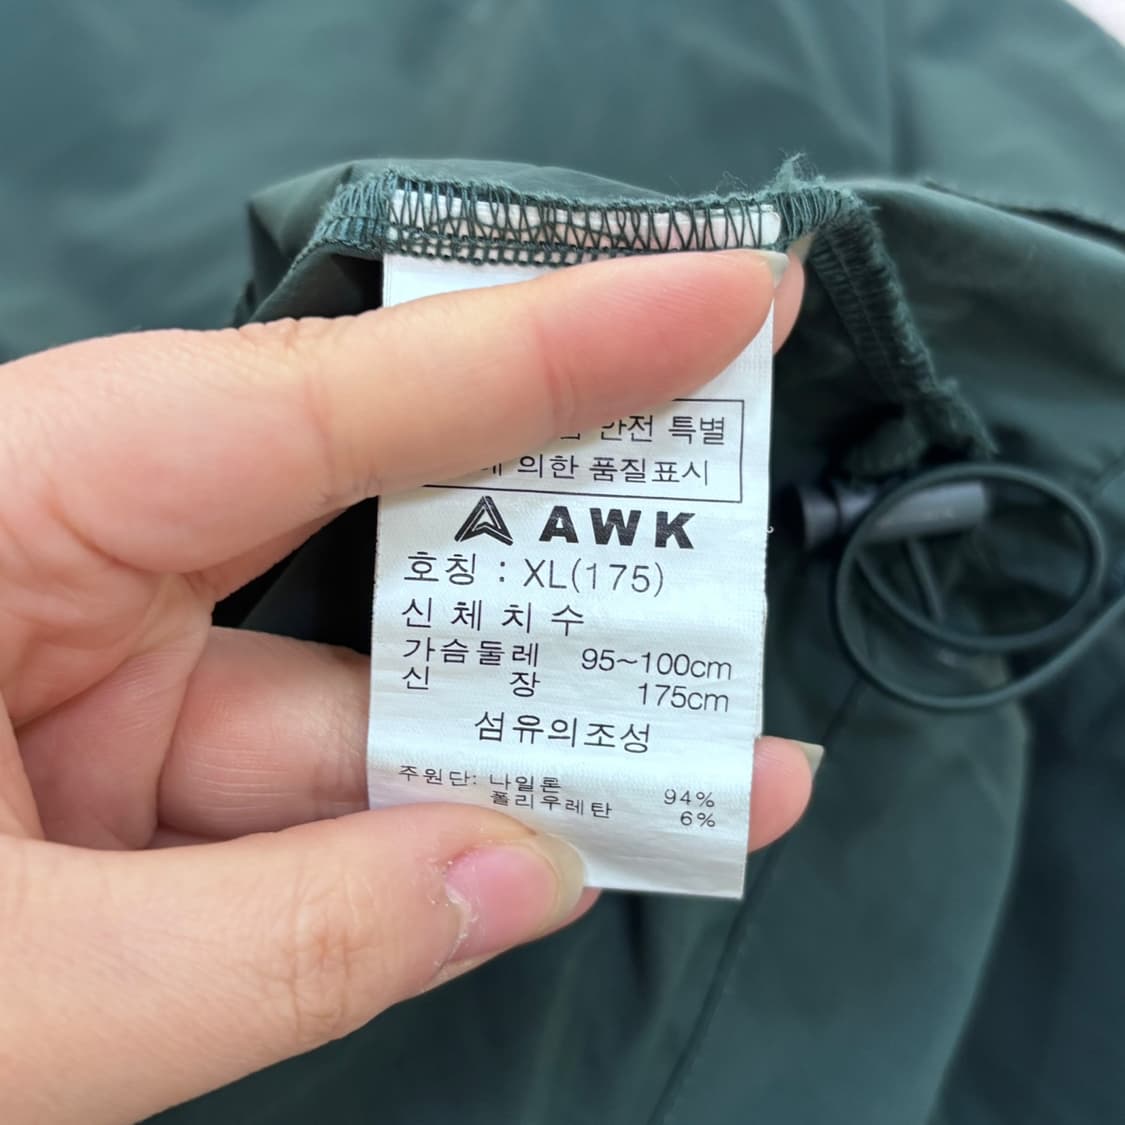 안전 특별
의한 품질표시
AWK
호칭 : XL(175)
신체치수
가슴둘레 95~100cm
신장 175cm
섬유의조성
주원단: 나일론 94%
폴리우레탄 6%